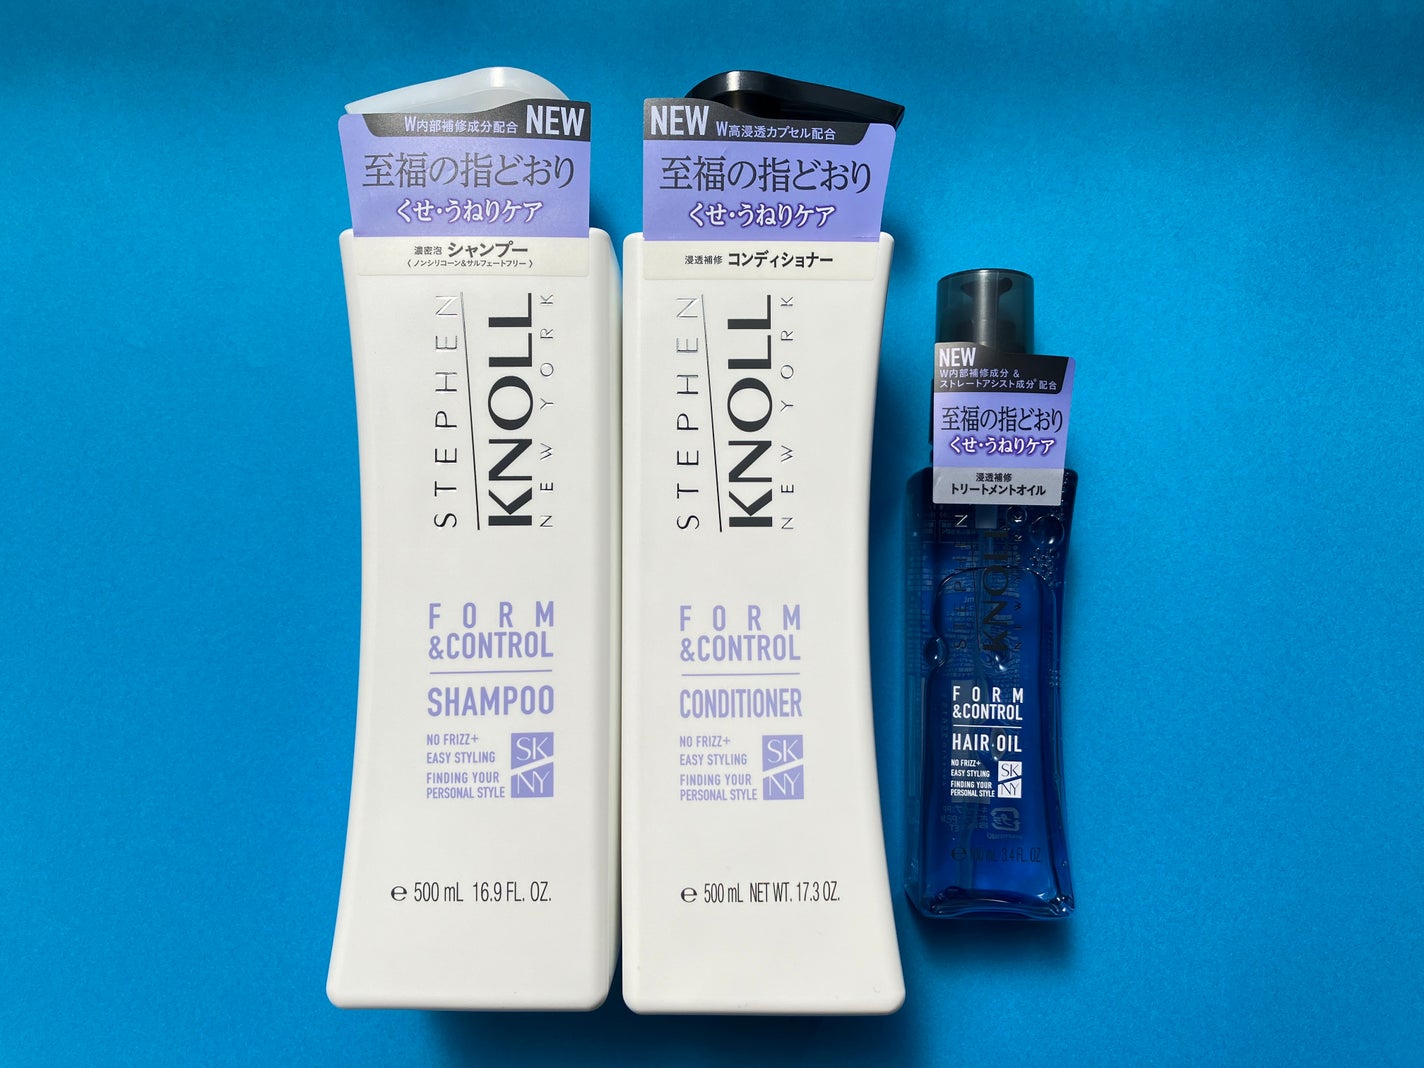 W内部補修成分配合 NEW
至福の指どおり
くせ・うねりケア
濃密泡 シャンプー
〈ノンシリコーン&サルフェートフリー〉
STEPHEN
KNOLL
NEW YORK
FORM
&CONTROL
SHAMPOO
NO FRIZZ+
EASY STYLING
FINDING YOUR
PERSONAL STYLE
SK
NY
℮ 500 mL 16.9 FL. OZ.
NEW W高浸透カプセル配合
至福の指どおり
くせ・うねりケア
浸透補修 コンディショナー
STEPHEN
KNOLL
NEW YORK
FORM
&CONTROL
CONDITIONER
NO FRIZZ+
EASY STYLING
FINDING YOUR
PERSONAL STYLE
SK
NY
℮ 500 mL NET WT. 17.3 OZ.
NEW
W内部補修成分 &
ストレートアシスト成分*配合
至福の指どおり
くせ・うねりケア
浸透補修
トリートメントオイル
KNOLL
FORM
&CONTROL
HAIR OIL
NO FRIZZ+
EASY STYLING
FINDING YOUR
PERSONAL STYLE
SK
NY
℮ 100 mL 3.4 FL. OZ.